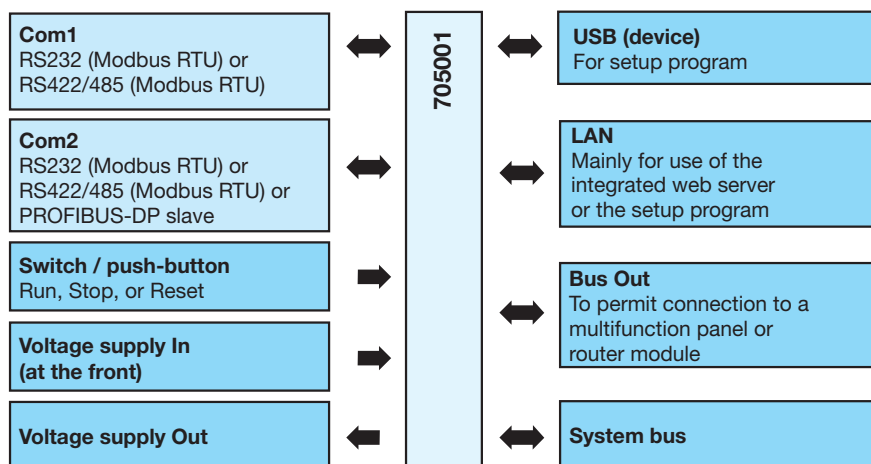 Com1
RS232 (Modbus RTU) or
RS422/485 (Modbus RTU)
Com2
RS232 (Modbus RTU) or
RS422/485 (Modbus RTU) or
PROFIBUS-DP slave
Switch / push-button
Run, Stop, or Reset
Voltage supply In
(at the front)
Voltage supply Out
705001
USB (device)
For setup program
LAN
Mainly for use of the
integrated web server
or the setup program
Bus Out
To permit connection to a
multifunction panel or
router module
System bus